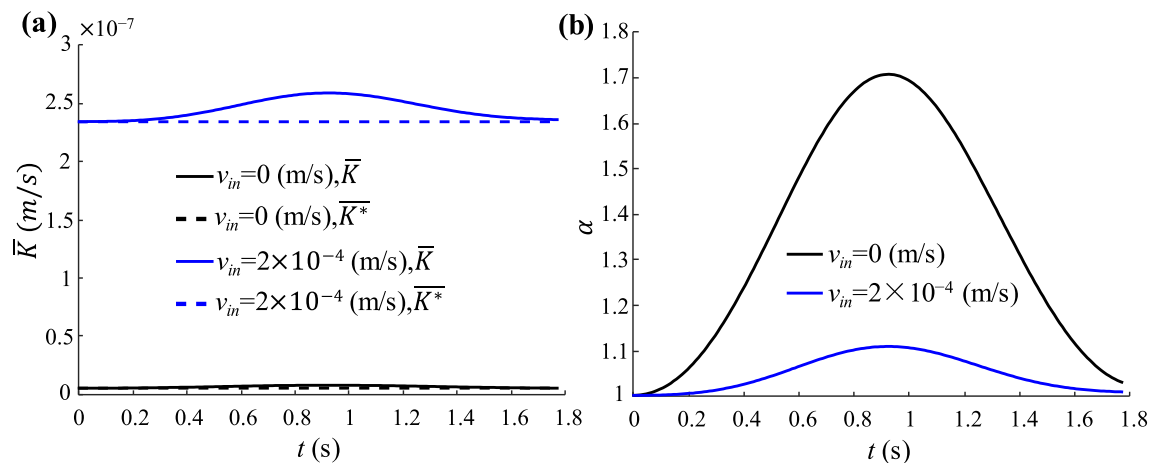 (a)
×10⁻⁷
3
2.5
2
1.5
1
0.5
0
K̅ (m/s)
v_in=0 (m/s),K̅
v_in=0 (m/s),K̅*̅
v_in=2×10⁻⁴ (m/s),K̅
v_in=2×10⁻⁴ (m/s),K̅*̅
0 0.2 0.4 0.6 0.8 1 1.2 1.4 1.6 1.8
t (s)
(b)
1.8
1.7
1.6
1.5
1.4
1.3
1.2
1.1
1
α
v_in=0 (m/s)
v_in=2×10⁻⁴ (m/s)
0 0.2 0.4 0.6 0.8 1 1.2 1.4 1.6 1.8
t (s)